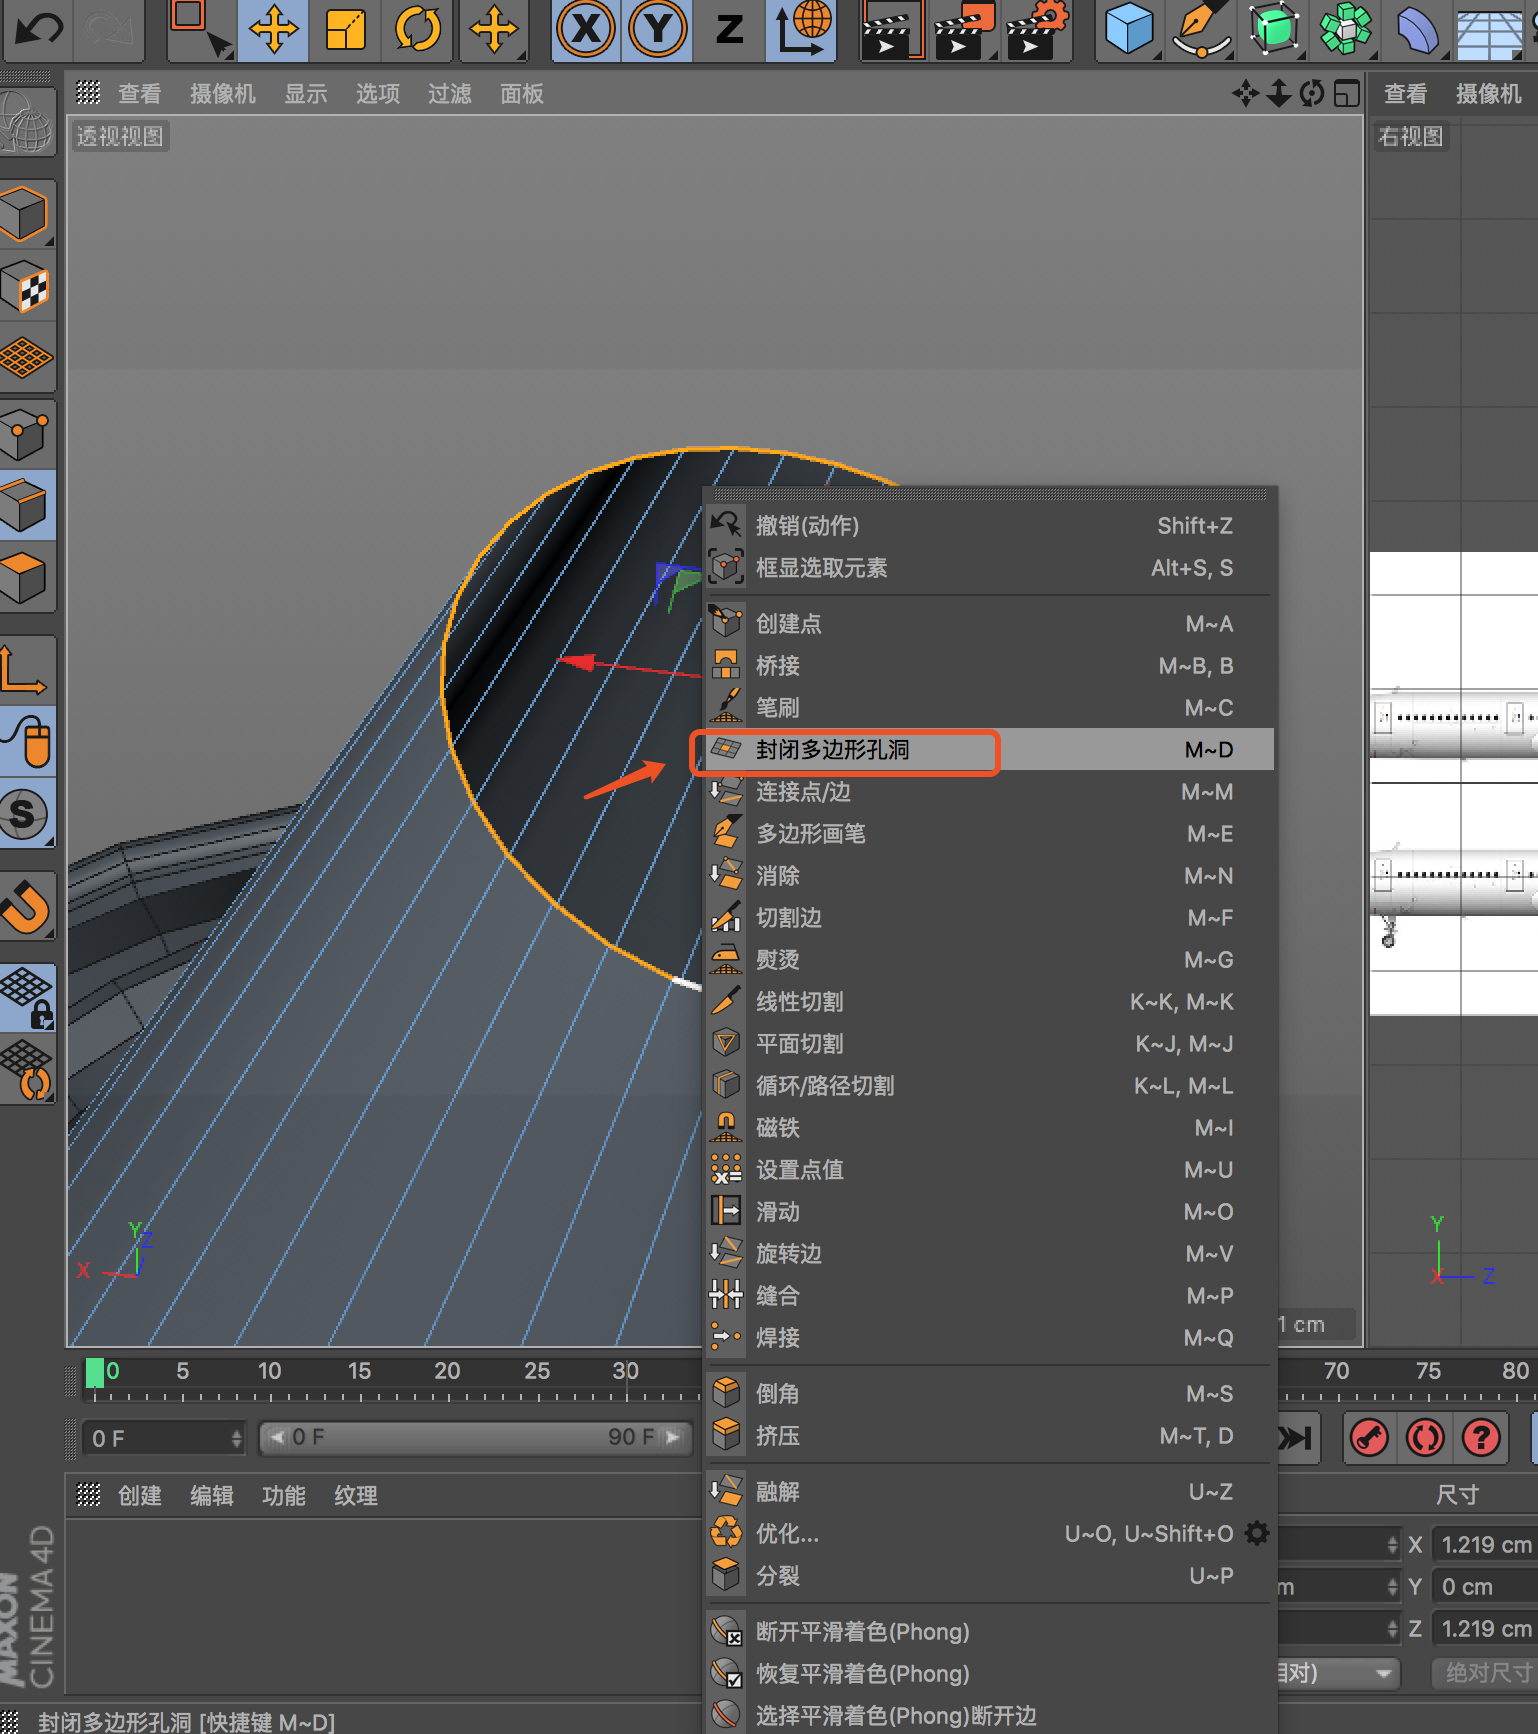 X Y Z
查看 摄像机 显示 选项 过滤 面板
查看 摄像机
透视视图
右视图
撤销(动作) Shift+Z
框显选取元素 Alt+S, S
创建点 M~A
桥接 M~B, B
笔刷 M~C
封闭多边形孔洞 M~D
连接点/边 M~M
多边形画笔 M~E
消除 M~N
切割边 M~F
熨烫 M~G
线性切割 K~K, M~K
平面切割 K~J, M~J
循环/路径切割 K~L, M~L
磁铁 M~I
设置点值 M~U
滑动 M~O
旋转边 M~V
缝合 M~P
焊接 M~Q
倒角 M~S
挤压 M~T, D
融解 U~Z
优化... U~O, U~Shift+O
分裂 U~P
断开平滑着色(Phong)
恢复平滑着色(Phong)
选择平滑着色(Phong)断开边
S
Y
Z
X
Y
X Z
1 cm
0 5 10 15 20 25 30 70 75 80
0 F 0 F 90 F
?
创建 编辑 功能 纹理
尺寸
X 1.219 cm
m Y 0 cm
Z 1.219 cm
相对) 绝对尺寸
MAXON
CINEMA 4D
封闭多边形孔洞 [快捷键 M~D]